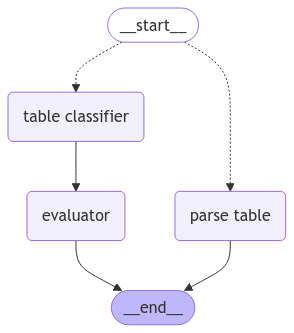 __start__
table classifier
evaluator
parse table
__end__